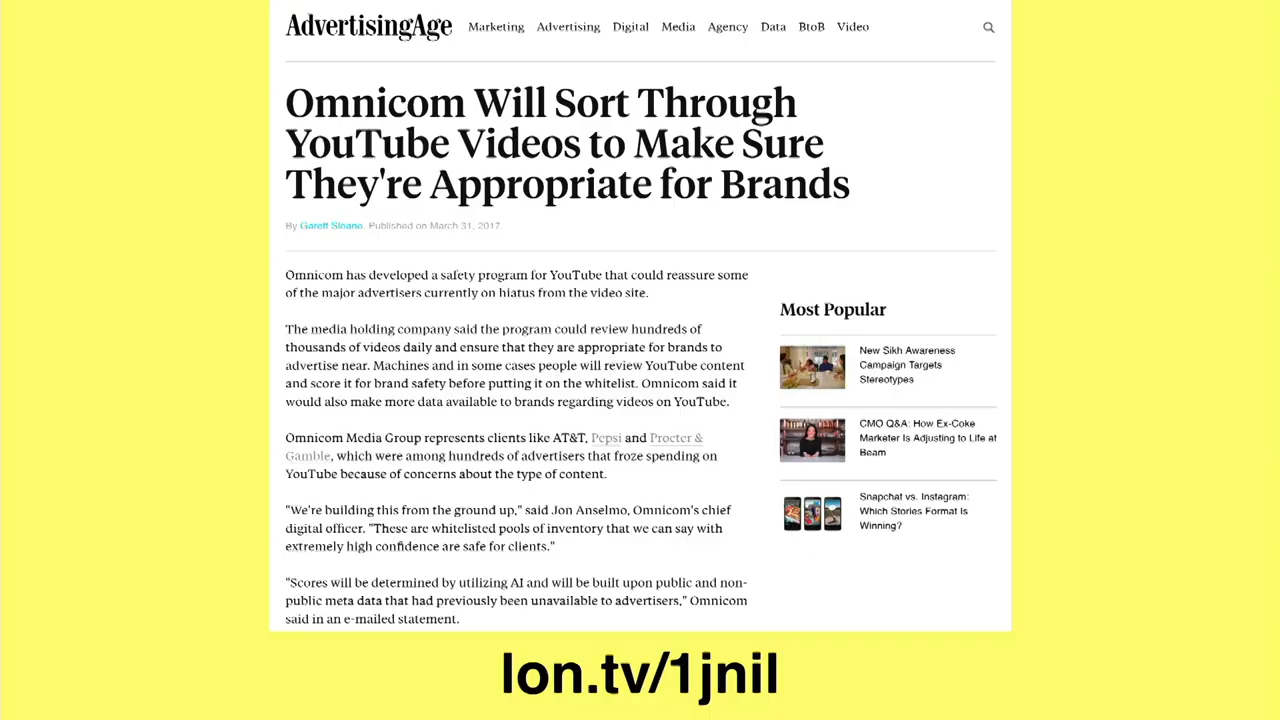 AdvertisingAge Marketing Advertising Digital Media Agency Data BtoB Video
Omnicom Will Sort Through
YouTube Videos to Make Sure
They're Appropriate for Brands
By Garett Sloane. Published on March 31, 2017.
Omnicom has developed a safety program for YouTube that could reassure some
of the major advertisers currently on hiatus from the video site.
The media holding company said the program could review hundreds of
thousands of videos daily and ensure that they are appropriate for brands to
advertise near. Machines and in some cases people will review YouTube content
and score it for brand safety before putting it on the whitelist. Omnicom said it
would also make more data available to brands regarding videos on YouTube.
Omnicom Media Group represents clients like AT&T, Pepsi and Procter &
Gamble, which were among hundreds of advertisers that froze spending on
YouTube because of concerns about the type of content.
"We're building this from the ground up," said Jon Anselmo, Omnicom's chief
digital officer. "These are whitelisted pools of inventory that we can say with
extremely high confidence are safe for clients."
"Scores will be determined by utilizing AI and will be built upon public and non-
public meta data that had previously been unavailable to advertisers," Omnicom
said in an e-mailed statement.
Most Popular
New Sikh Awareness
Campaign Targets
Stereotypes
CMO Q&A: How Ex-Coke
Marketer Is Adjusting to Life at
Beam
Snapchat vs. Instagram:
Which Stories Format Is
Winning?
lon.tv/1jnil